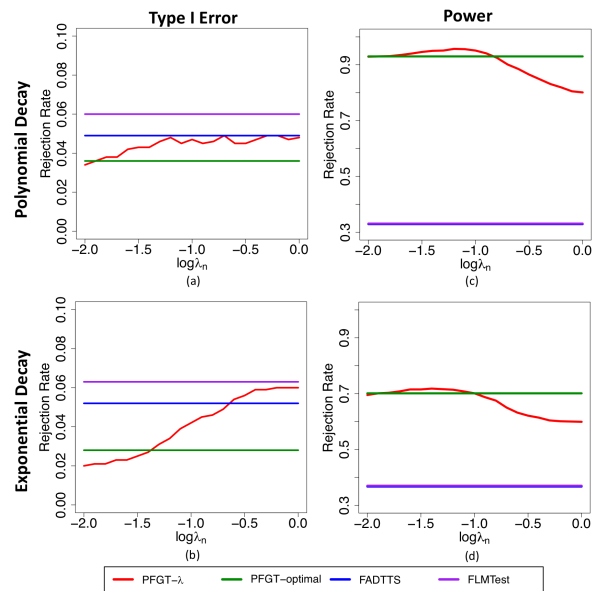 Type I Error
Power
Polynomial Decay
Rejection Rate
0.00 0.02 0.04 0.06 0.08 0.10
-2.0 -1.5 -1.0 -0.5 0.0
logλn
(a)
Rejection Rate
0.3 0.5 0.7 0.9
-2.0 -1.5 -1.0 -0.5 0.0
logλn
(c)
Exponential Decay
Rejection Rate
0.00 0.02 0.04 0.06 0.08 0.10
-2.0 -1.5 -1.0 -0.5 0.0
logλn
(b)
Rejection Rate
0.3 0.5 0.7 0.9
-2.0 -1.5 -1.0 -0.5 0.0
logλn
(d)
PFGT-λ PFGT-optimal FADTTS FLMTest